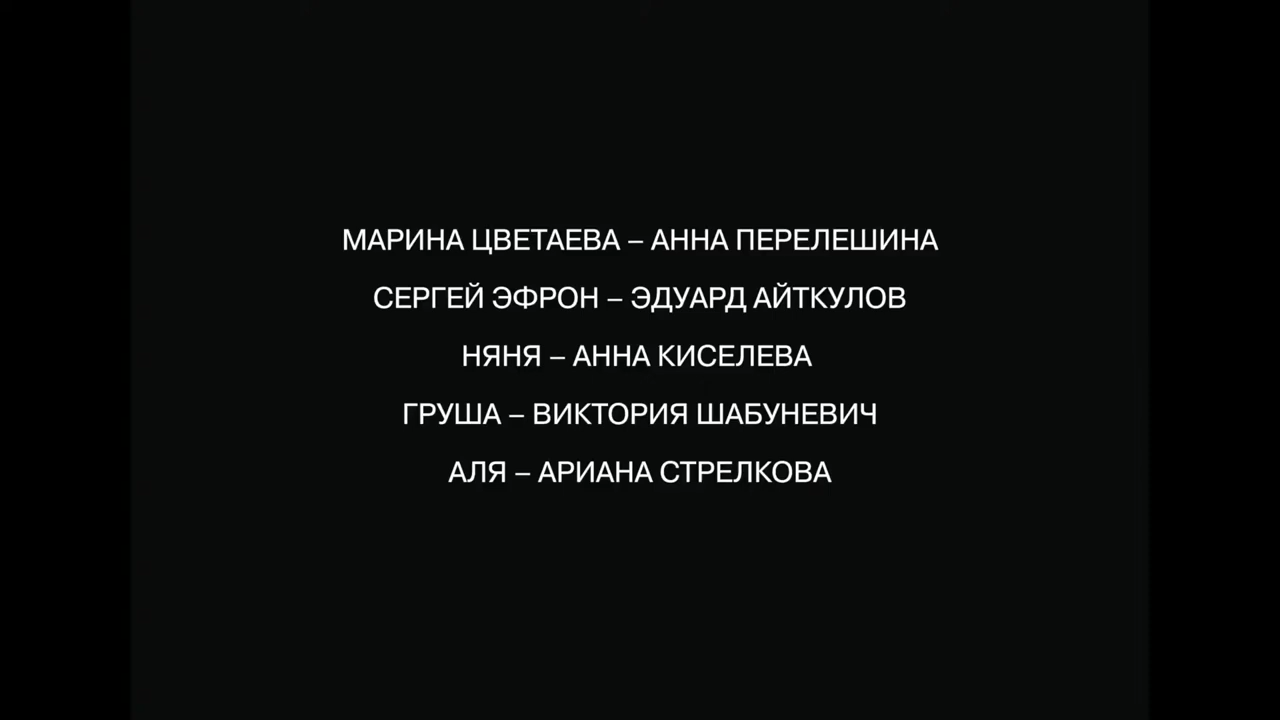 МАРИНА ЦВЕТАЕВА – АННА ПЕРЕЛЕШИНА
СЕРГЕЙ ЭФРОН – ЭДУАРД АЙТКУЛОВ
НЯНЯ – АННА КИСЕЛЕВА
ГРУША – ВИКТОРИЯ ШАБУНЕВИЧ
АЛЯ – АРИАНА СТРЕЛКОВА